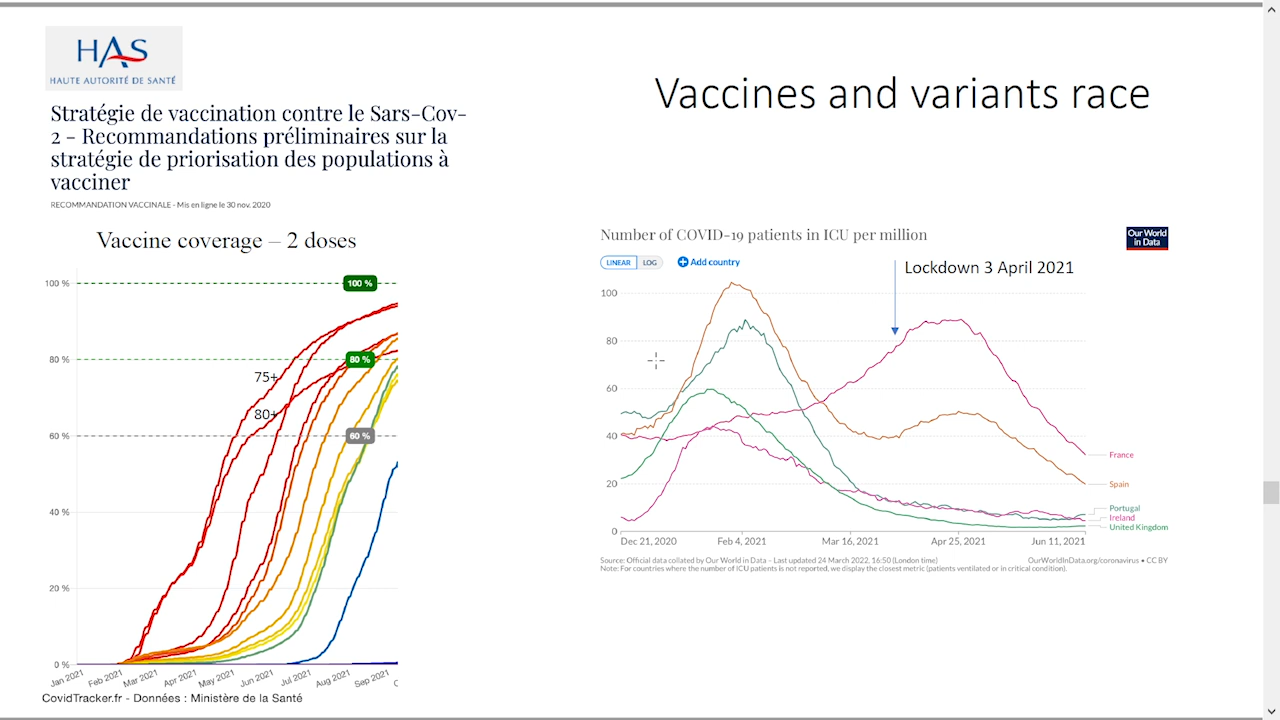 HAS
HAUTE AUTORITÉ DE SANTÉ
Stratégie de vaccination contre le Sars-Cov-
2 - Recommandations préliminaires sur la
stratégie de priorisation des populations à
vacciner
RECOMMANDATION VACCINALE - Mis en ligne le 30 nov. 2020
Vaccine coverage – 2 doses
100 %
100 %
80 %
80 %
75+
80+
60 %
60 %
40 %
20 %
0 %
Jan 2021
Feb 2021
Mar 2021
Apr 2021
May 2021
Jun 2021
Jul 2021
Aug 2021
Sep 2021
CovidTracker.fr - Données : Ministère de la Santé
Vaccines and variants race
Number of COVID-19 patients in ICU per million
Our World
in Data
LINEAR LOG Add country
Lockdown 3 April 2021
100
80
60
40
20
0
France
Spain
Portugal
Ireland
United Kingdom
Dec 21, 2020 Feb 4, 2021 Mar 16, 2021 Apr 25, 2021 Jun 11, 2021
Source: Official data collated by Our World in Data – Last updated 24 March 2022, 16:50 (London time) OurWorldInData.org/coronavirus • CC BY
Note: For countries where the number of ICU patients is not reported, we display the closest metric (patients ventilated or in critical condition).